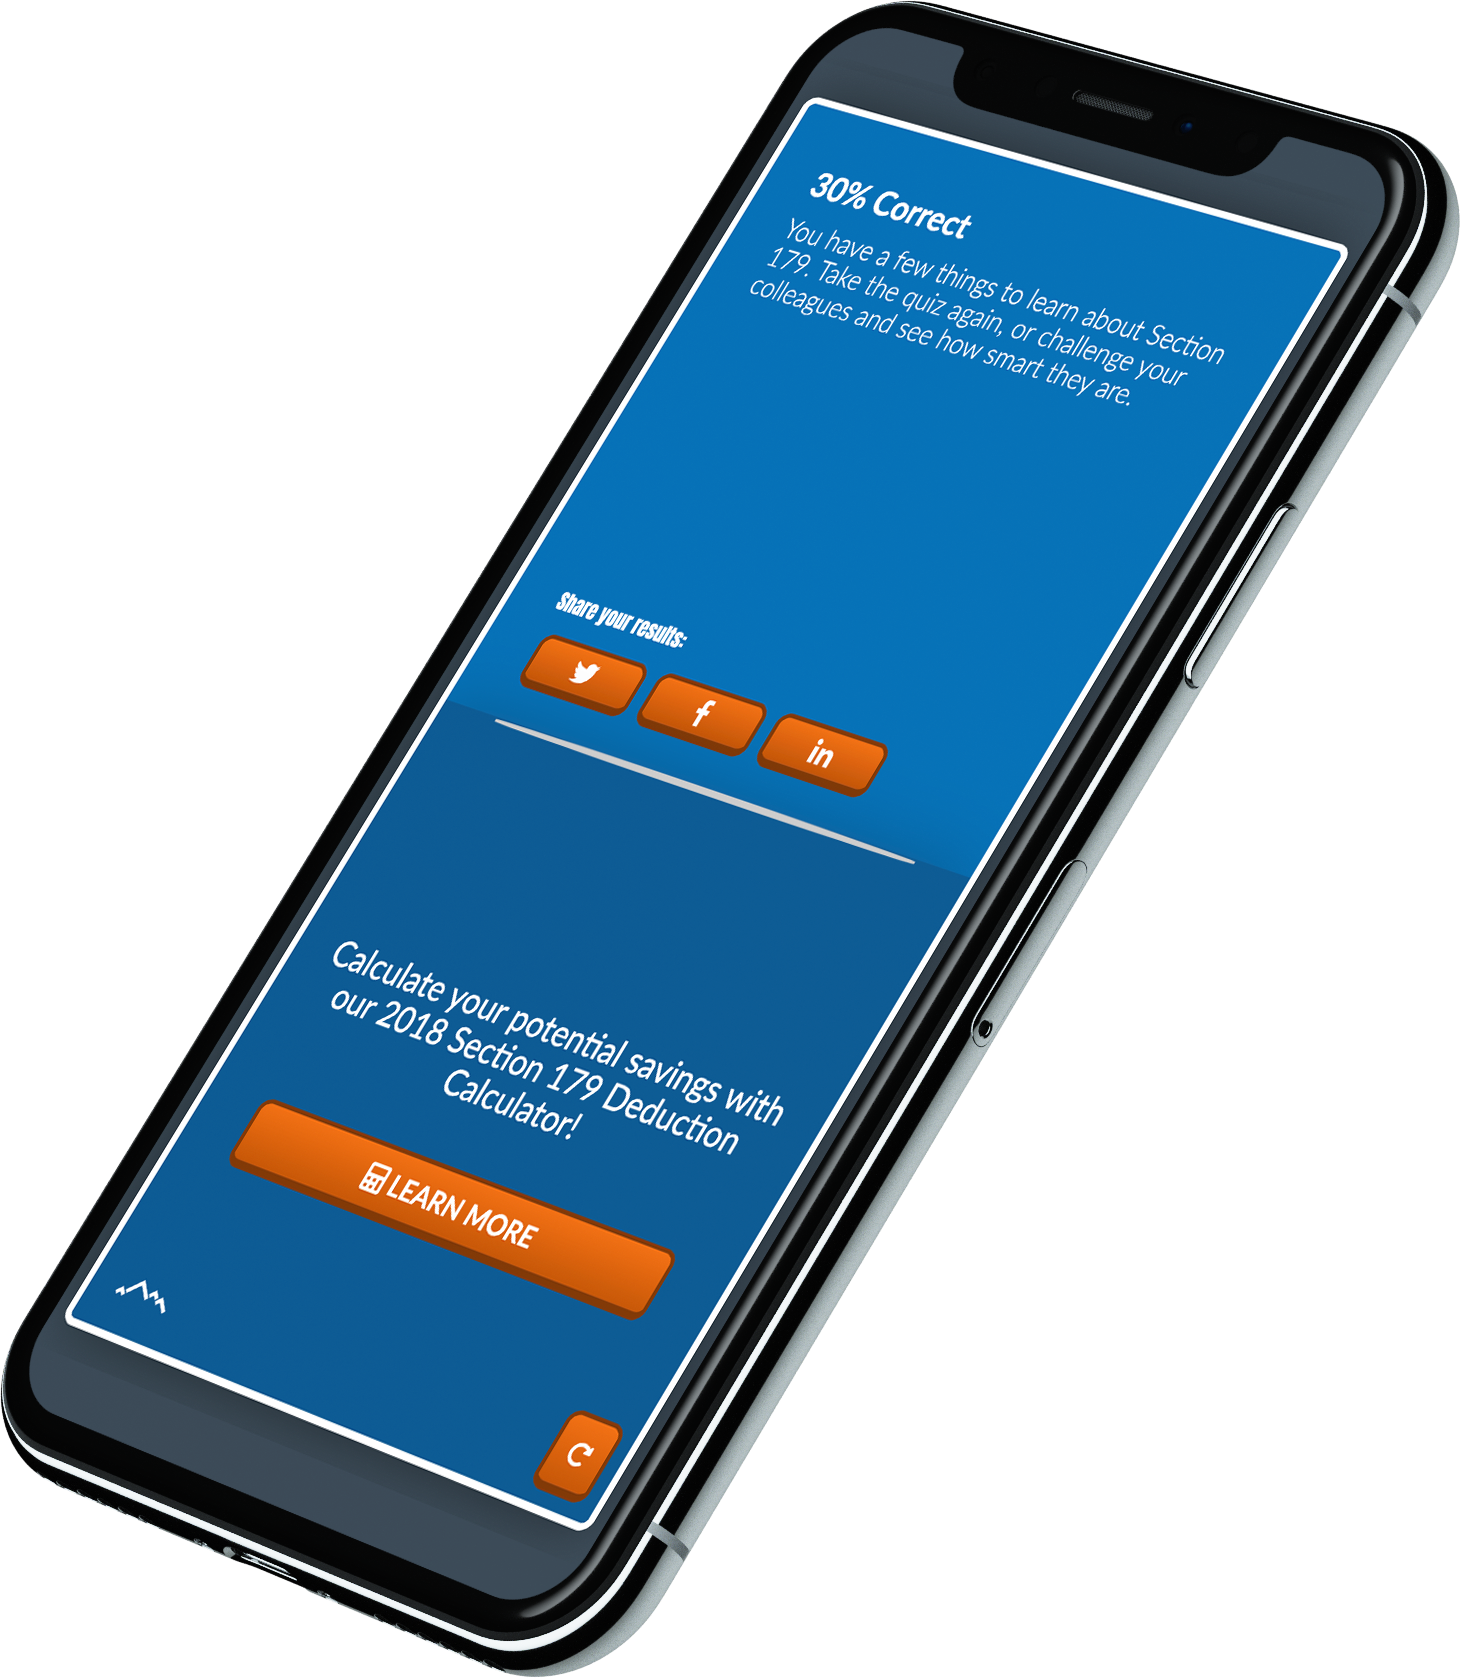 30% Correct
You have a few things to learn about Section
179. Take the quiz again, or challenge your
colleagues and see how smart they are.
Share your results:
f
in
Calculate your potential savings with
our 2018 Section 179 Deduction
Calculator!
LEARN MORE